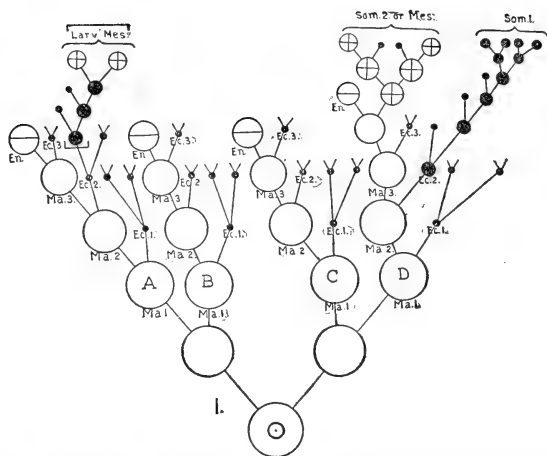 Larv. Mes.
Som. 2. or Mes.
Som. 1.
En.
Ec. 3.
Ec. 3.
Ec. 3.
En.
Ec. 3.
En.
En.
Ec. 2.
Ec. 2
Ec. 2.
Ec. 2.
Ma. 3.
Ma. 3
Ma. 3
Ma. 3.
Ec. 1.
Ec. 1.
Ec. 1.
Ec. 1.
Ma. 2
Ma. 2
Ma. 2
Ma. 2
A
B
C
D
Ma. 1
Ma. 1
Ma. 1
Ma. 1.
1.